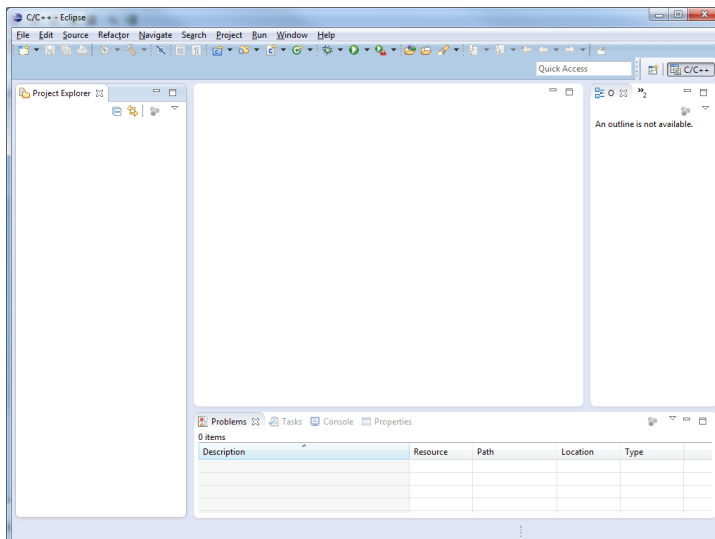 C/C++ - Eclipse
File Edit Source Refactor Navigate Search Project Run Window Help
Quick Access
C/C++
Project Explorer
O
»2
An outline is not available.
Problems Tasks Console Properties
0 items
Description Resource Path Location Type